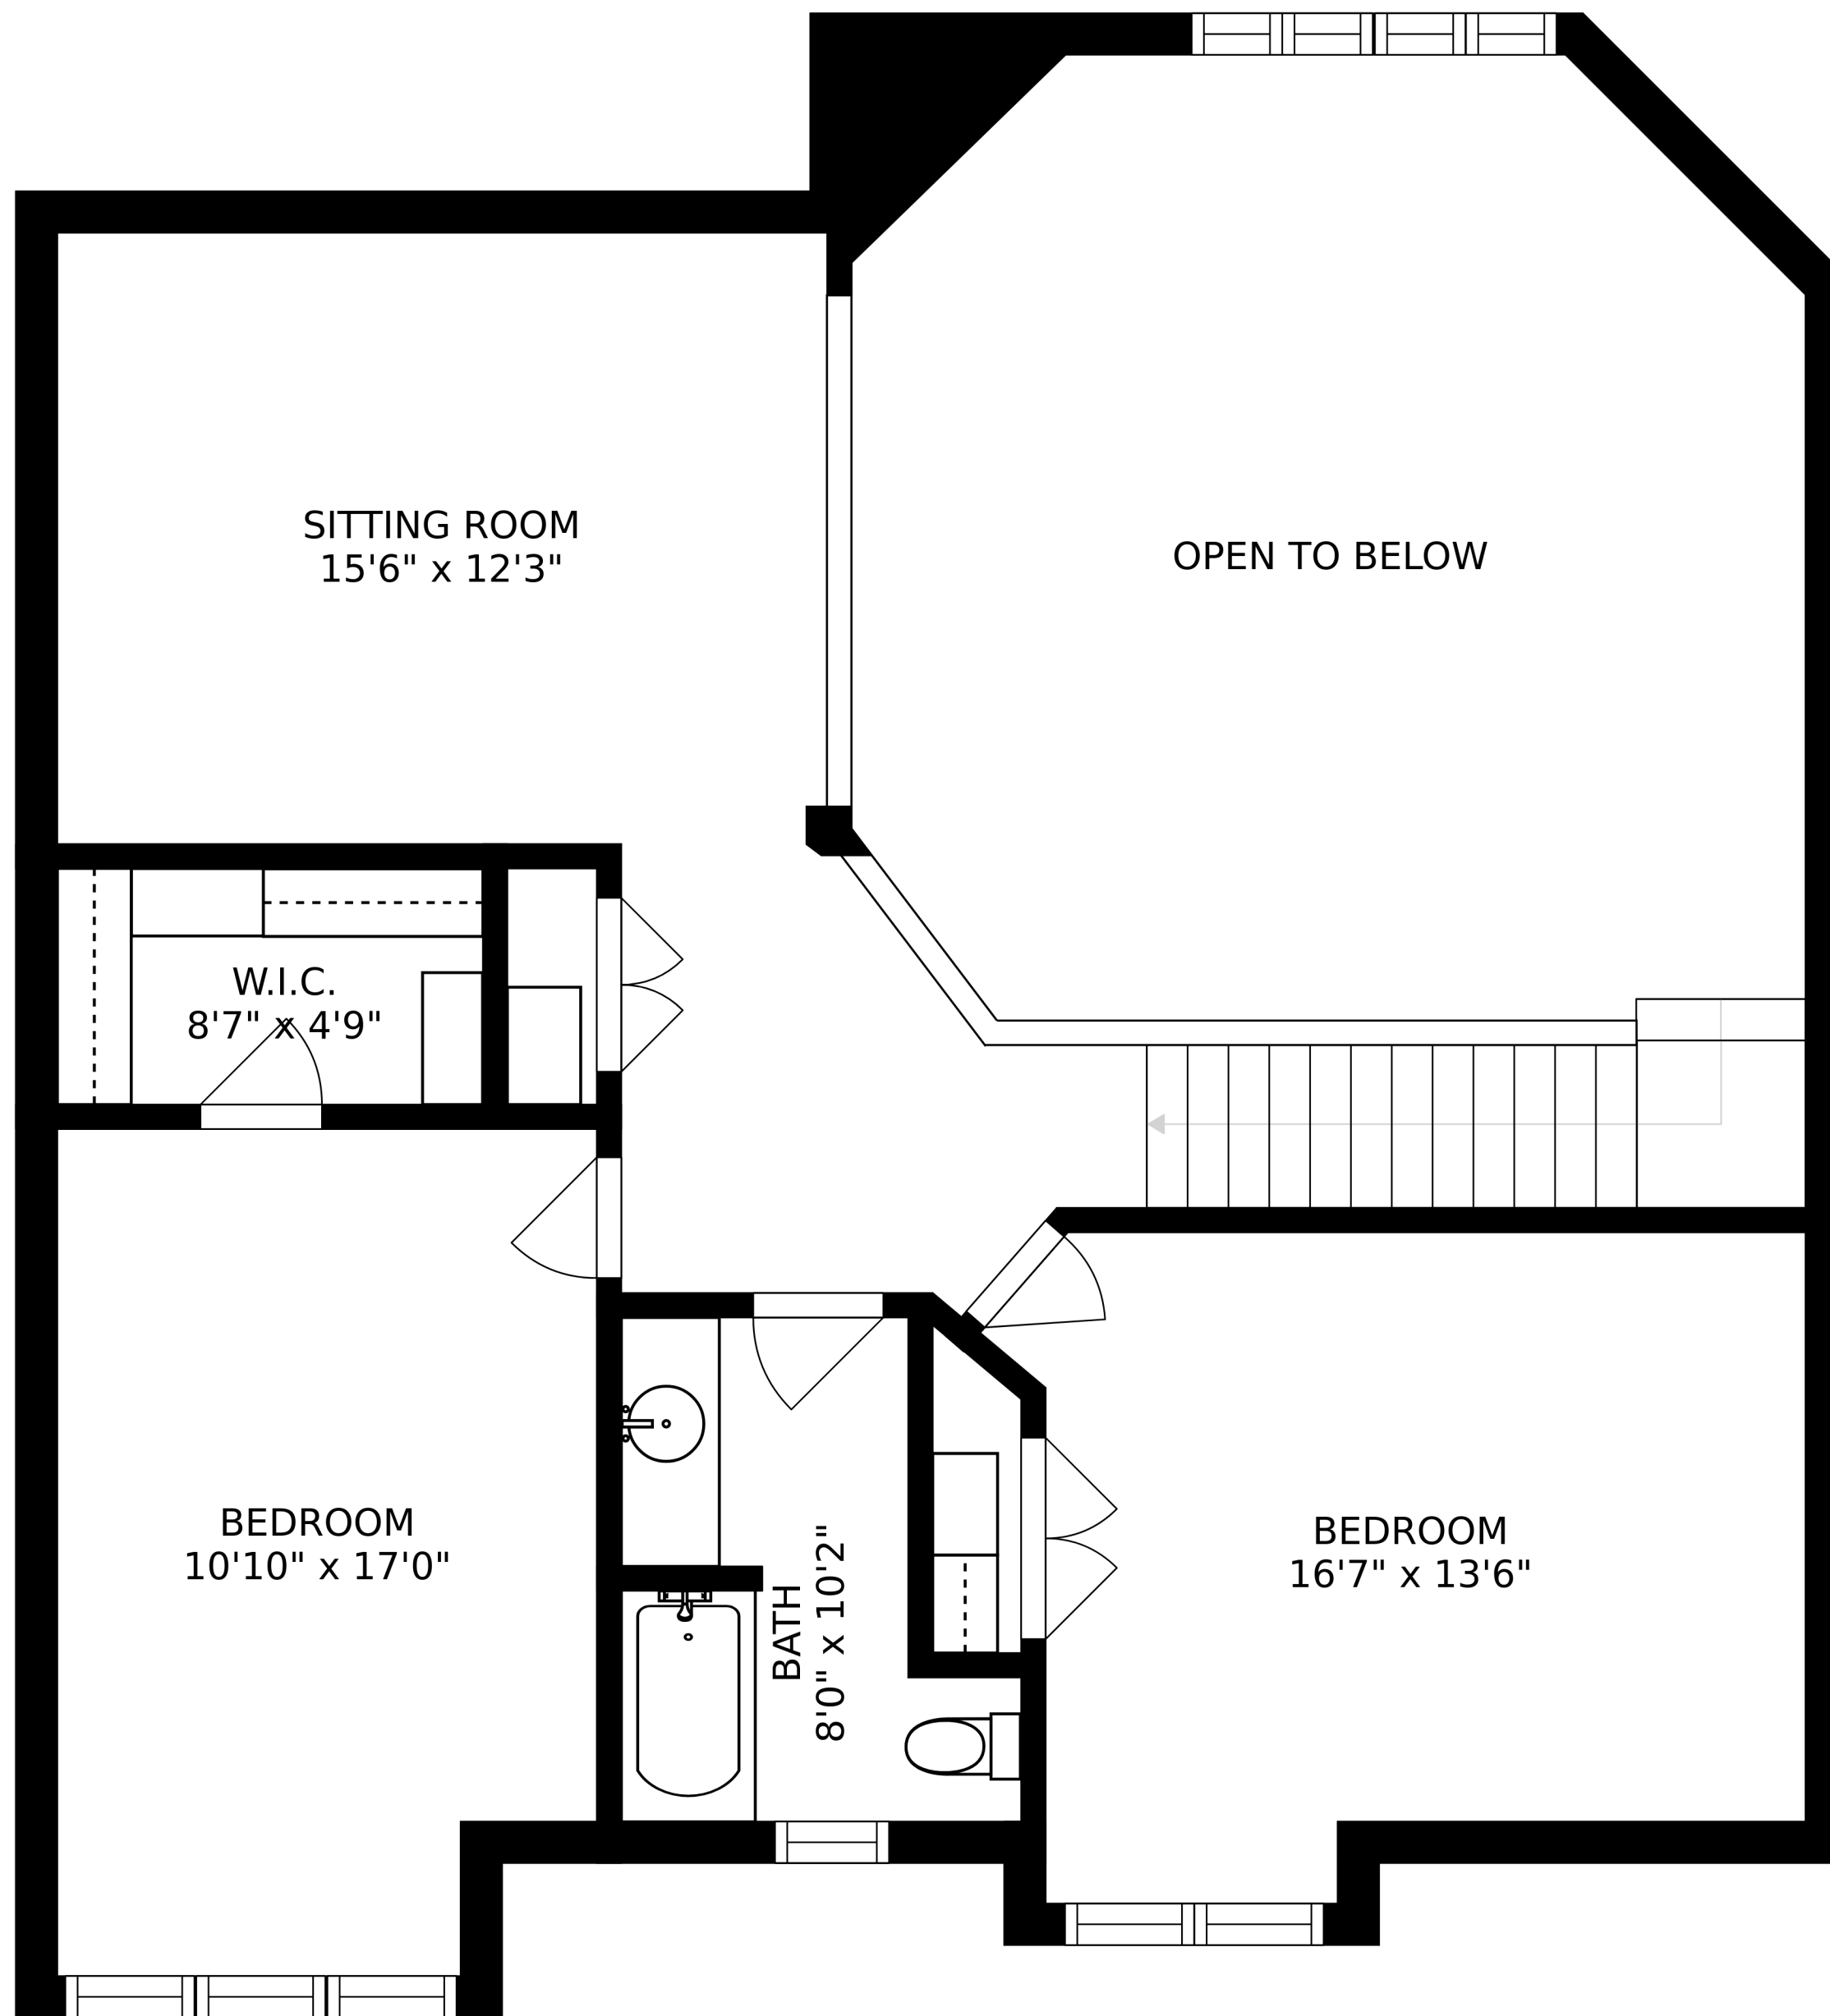 SITTING ROOM
15'6" x 12'3"
OPEN TO BELOW
W.I.C.
8'7" x 4'9"
BEDROOM
10'10" x 17'0"
BATH
8'0" x 10'2"
BEDROOM
16'7" x 13'6"